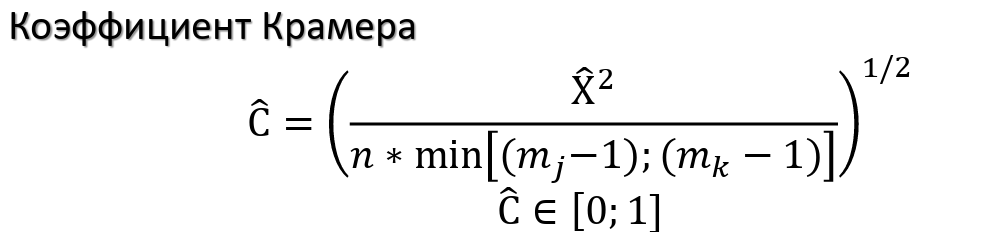 Коэффициент Крамера
Ĉ = (X̂² / (n ∗ min[(mⱼ−1); (mₖ − 1)]))^1/2
Ĉ ∈ [0; 1]